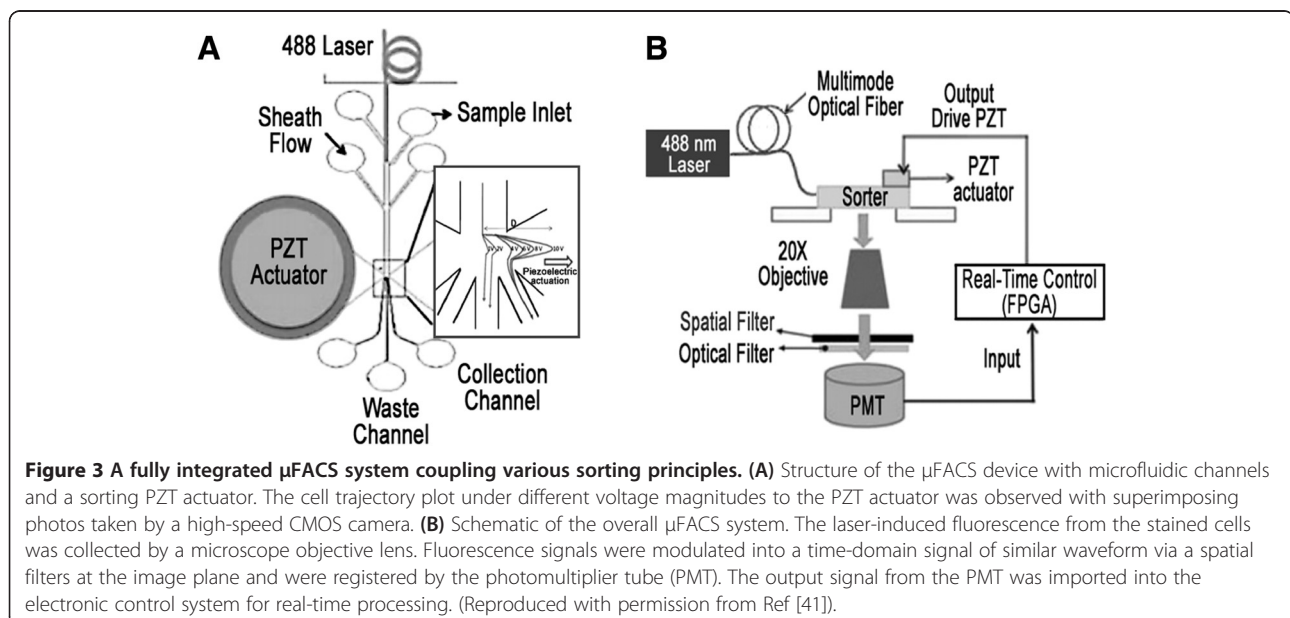 A
488 Laser
Sheath
Flow
Sample Inlet
PZT
Actuator
D
4 V 6 V 8 V 10 V
Piezoelectric
actuation
Collection
Channel
Waste
Channel
B
Multimode
Optical Fiber
Output
Drive PZT
488 nm
Laser
PZT
actuator
Sorter
20X
Objective
Real-Time Control
(FPGA)
Spatial Filter
Optical Filter
Input
PMT
Figure 3 A fully integrated μFACS system coupling various sorting principles. (A) Structure of the μFACS device with microfluidic channels
and a sorting PZT actuator. The cell trajectory plot under different voltage magnitudes to the PZT actuator was observed with superimposing
photos taken by a high-speed CMOS camera. (B) Schematic of the overall μFACS system. The laser-induced fluorescence from the stained cells
was collected by a microscope objective lens. Fluorescence signals were modulated into a time-domain signal of similar waveform via a spatial
filters at the image plane and were registered by the photomultiplier tube (PMT). The output signal from the PMT was imported into the
electronic control system for real-time processing. (Reproduced with permission from Ref [41]).